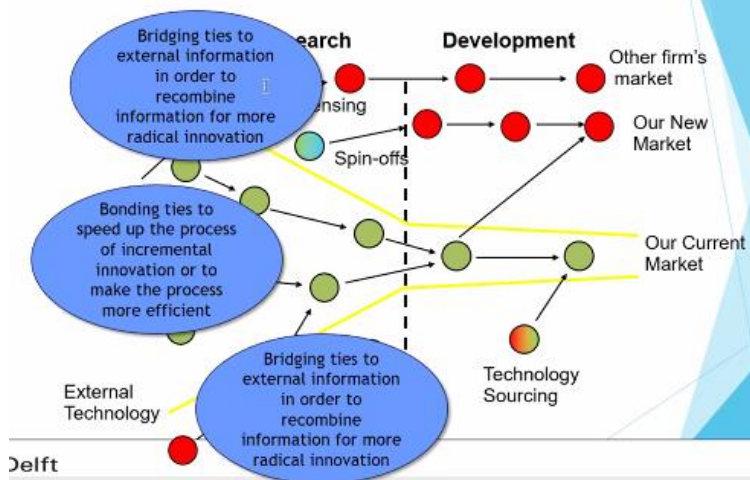 Bridging ties to
external information
in order to
recombine
information for more
radical innovation
earch
Development
Other firm's
market
ensing
Spin-offs
Our New
Market
Bonding ties to
speed up the process
of incremental
innovation or to
make the process
more efficient
Our Current
Market
Bridging ties to
external information
in order to
recombine
information for more
radical innovation
External
Technology
Technology
Sourcing
Delft